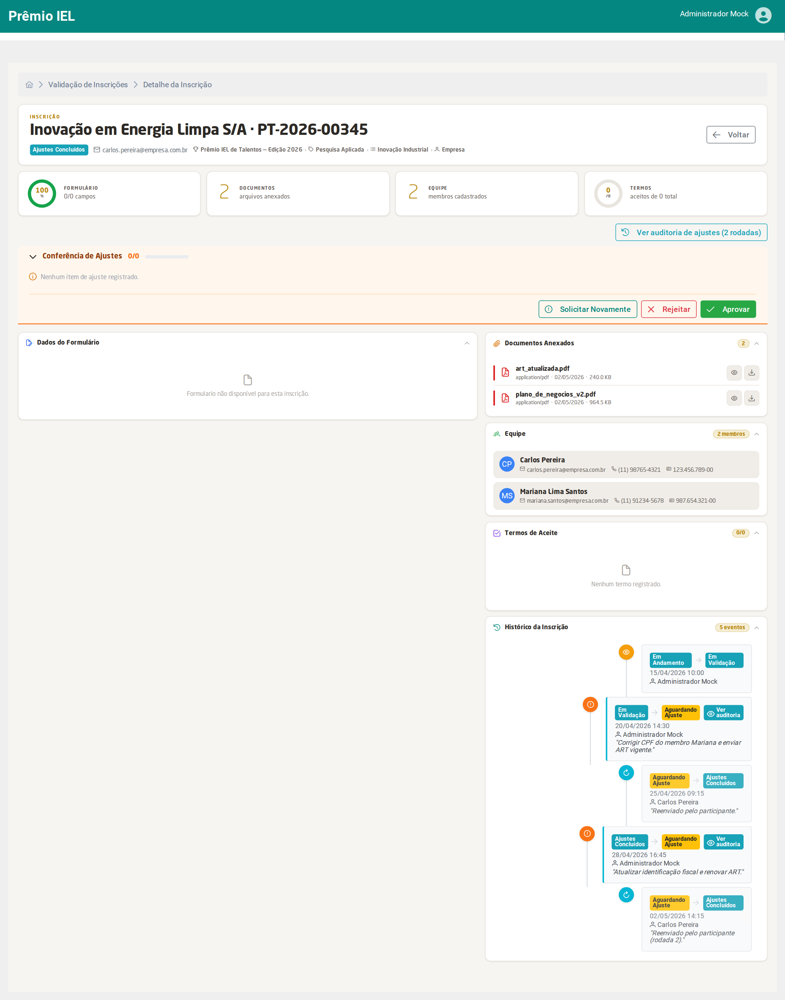 Prêmio IEL
Administrador Mock
Validação de Inscrições
Detalhe da Inscrição
INSCRIÇÃO
Inovação em Energia Limpa S/A · PT-2026-00345
Voltar
Ajustes Concluídos carlos.pereira@empresa.com.br Prêmio IEL de Talentos — Edição 2026 › Pesquisa Aplicada › Inovação Industrial › Empresa
100
%
FORMULÁRIO
0/0 campos
2
DOCUMENTOS
arquivos anexados
2
EQUIPE
membros cadastrados
0
/0
TERMOS
aceitos de 0 total
Ver auditoria de ajustes (2 rodadas)
Conferência de Ajustes 0/0
Nenhum item de ajuste registrado.
Solicitar Novamente
Rejeitar
Aprovar
Dados do Formulário
Formulario não disponível para esta inscrição.
Documentos Anexados
2
art_atualizada.pdf
application/pdf · 02/05/2026 · 240.0 KB
plano_de_negocios_v2.pdf
application/pdf · 02/05/2026 · 964.5 KB
Equipe
2 membros
CP
Carlos Pereira
carlos.pereira@empresa.com.br (11) 98765-4321 123.456.789-00
MS
Mariana Lima Santos
mariana.santos@empresa.com.br (11) 91234-5678 987.654.321-00
Termos de Aceite
0/0
Nenhum termo registrado.
Histórico da Inscrição
5 eventos
Em
Andamento
Em
Validação
15/04/2026 10:00
Administrador Mock
Em
Validação
Aguardando
Ajuste
Ver
auditoria
20/04/2026 14:30
Administrador Mock
"Corrigir CPF do membro Mariana e enviar
ART vigente."
Aguardando
Ajuste
Ajustes
Concluídos
25/04/2026 09:15
Carlos Pereira
"Reenviado pelo participante."
Ajustes
Concluídos
Aguardando
Ajuste
Ver
auditoria
28/04/2026 16:45
Administrador Mock
"Atualizar identificação fiscal e renovar ART."
Aguardando
Ajuste
Ajustes
Concluídos
02/05/2026 14:15
Carlos Pereira
"Reenviado pelo participante
(rodada 2)."